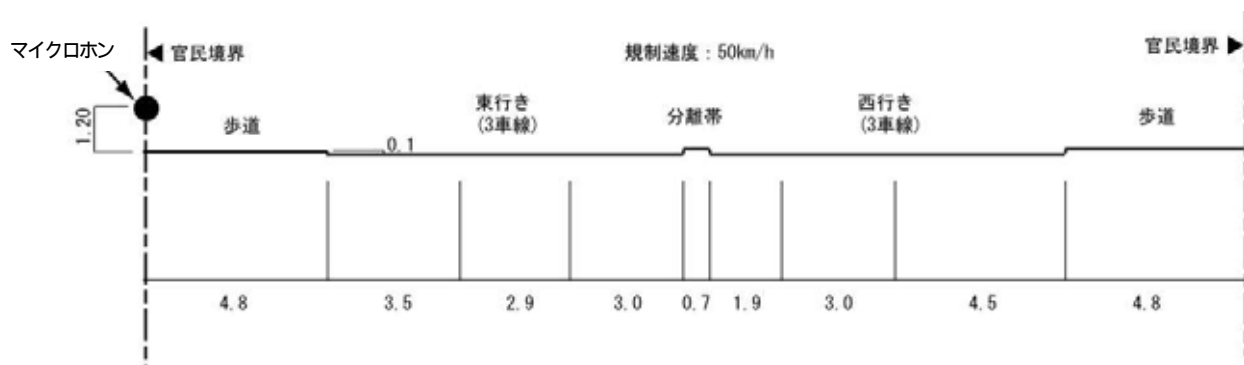 マイクロホン
官民境界
規制速度：50km/h
官民境界
1.20
歩道
0.1
東行き
(3車線)
分離帯
西行き
(3車線)
歩道
4.8
3.5
2.9
3.0
0.7
1.9
3.0
4.5
4.8